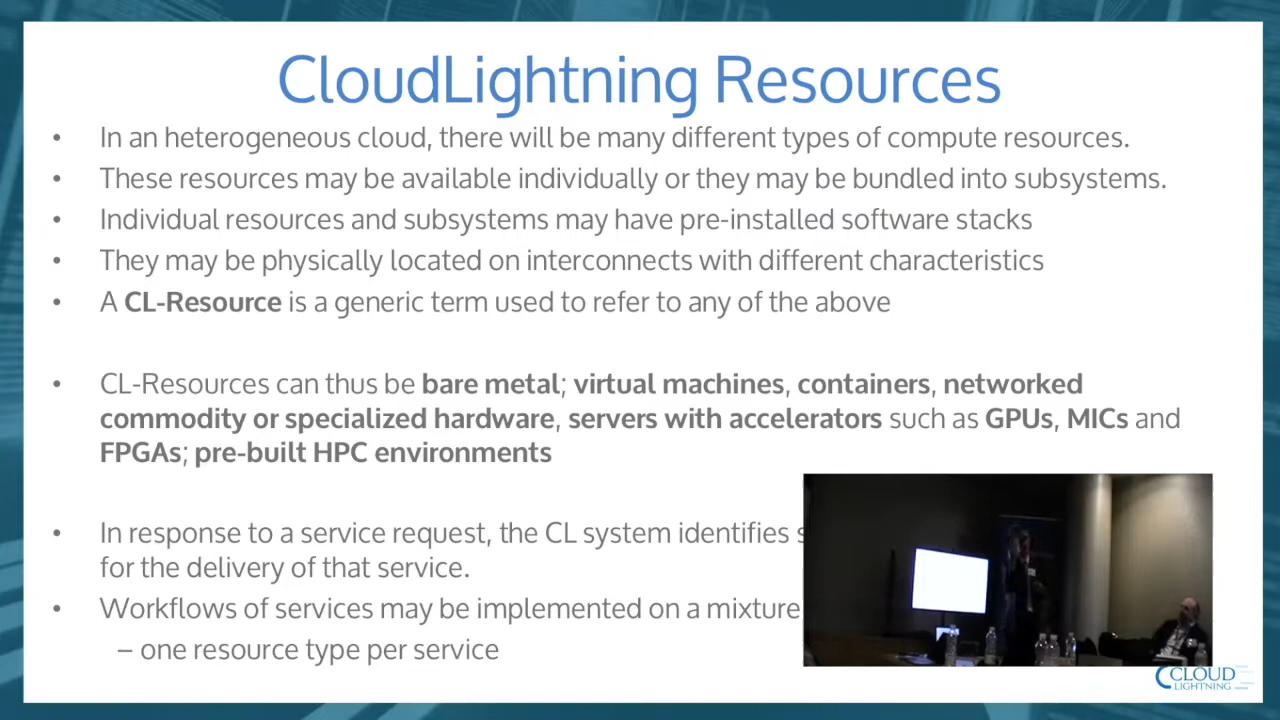 CloudLightning Resources
• In an heterogeneous cloud, there will be many different types of compute resources.
• These resources may be available individually or they may be bundled into subsystems.
• Individual resources and subsystems may have pre-installed software stacks
• They may be physically located on interconnects with different characteristics
• A CL-Resource is a generic term used to refer to any of the above
• CL-Resources can thus be bare metal; virtual machines, containers, networked
commodity or specialized hardware, servers with accelerators such as GPUs, MICs and
FPGAs; pre-built HPC environments
• In response to a service request, the CL system identifies
for the delivery of that service.
• Workflows of services may be implemented on a mixture
– one resource type per service
CLOUD
LIGHTNING